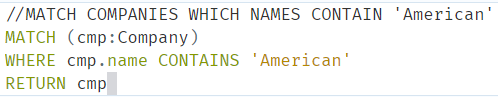 //MATCH COMPANIES WHICH NAMES CONTAIN 'American'
MATCH (cmp:Company)
WHERE cmp.name CONTAINS 'American'
RETURN cmp